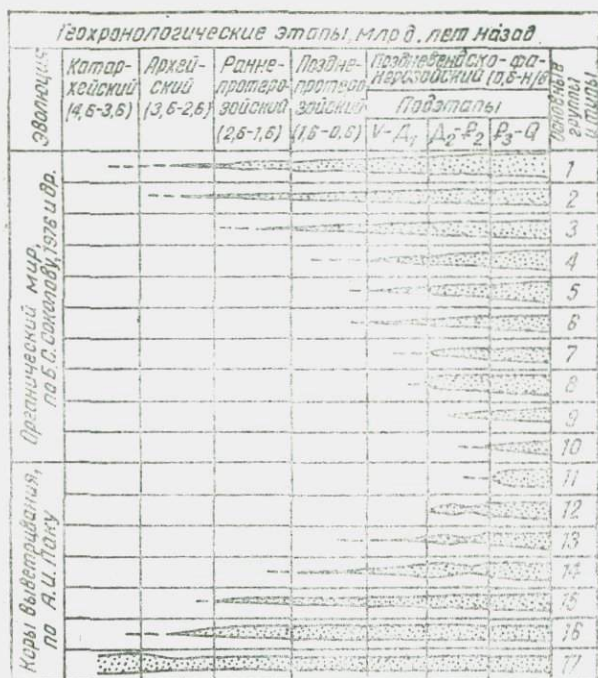 Геохронологические этапы, млрд. лет назад
Эволюция
Катар-
хейский
(4,6-3,6)
Архей-
ский
(3,6-2,6)
Ранне-
протеро-
зойский
(2,6-1,6)
Поздне-
протеро-
зойский
(1,6-0,6)
Поздневендско-фа-
нерозойский (0,6-н)
Подэтапы
V-Д₁
Д₂-Р₂
Р₃-Q
Основные
группы
и типы
Органический мир,
по Б.С. Соколову, 1976 и др.
1
2
3
4
5
6
7
8
9
10
Коры выветривания,
по А.И. Паку
11
12
13
14
15
16
17